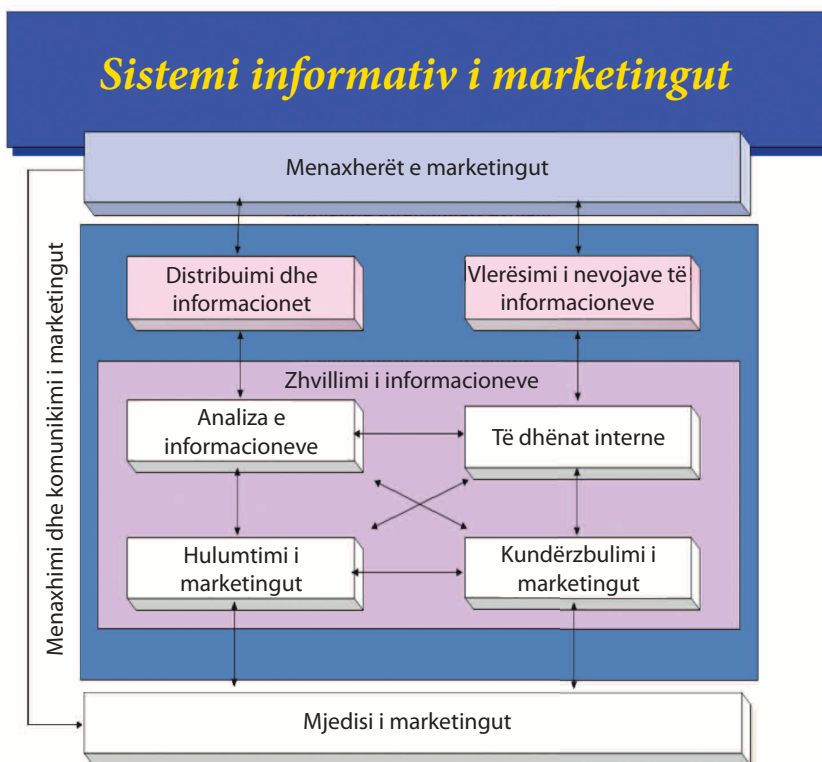 Sistemi informativ i marketingut
Menaxherët e marketingut
Menaxhimi dhe komunikimi i marketingut
Distribuimi dhe
informacionet
Vlerësimi i nevojave të
informacioneve
Zhvillimi i informacioneve
Analiza e
informacioneve
Të dhënat interne
Hulumtimi i
marketingut
Kundërzbulimi i
marketingut
Mjedisi i marketingut